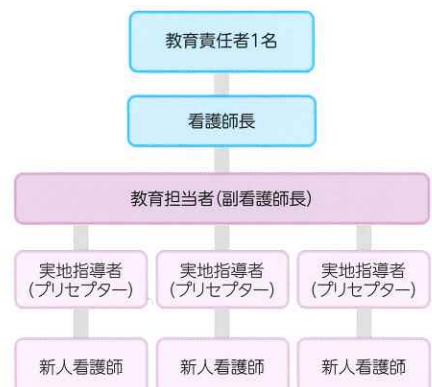 教育責任者1名
看護師長
教育担当者(副看護師長)
実地指導者
(プリセプター)
実地指導者
(プリセプター)
実地指導者
(プリセプター)
新人看護師
新人看護師
新人看護師